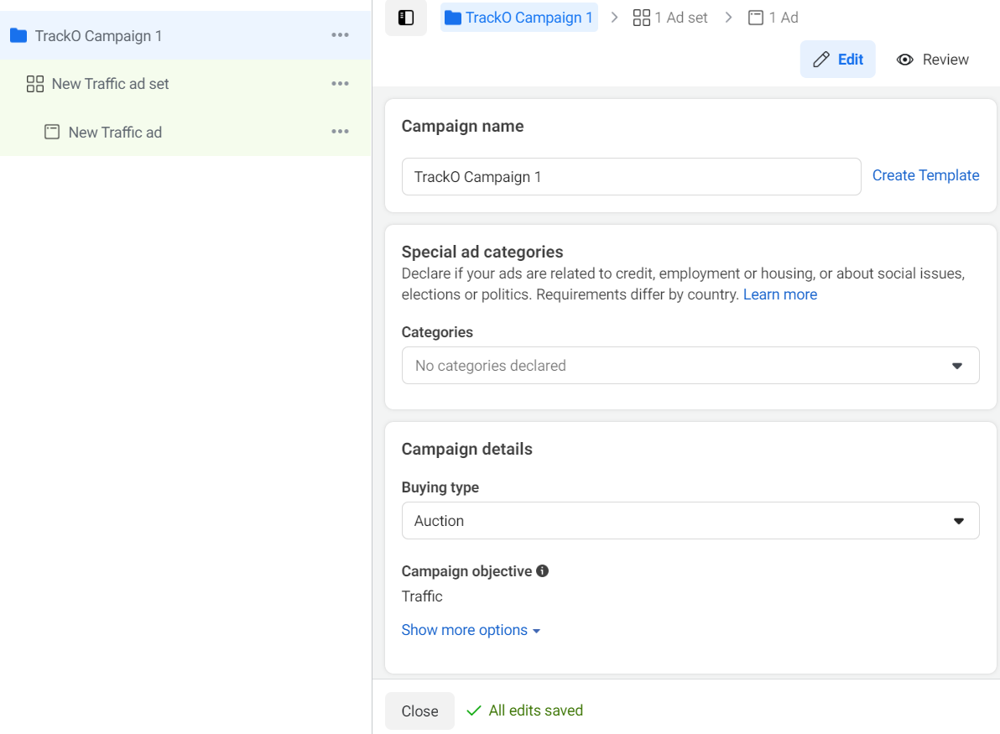 TrackO Campaign 1
New Traffic ad set
New Traffic ad
TrackO Campaign 1
1 Ad set
1 Ad
Edit
Review
Campaign name
TrackO Campaign 1
Create Template
Special ad categories
Declare if your ads are related to credit, employment or housing, or about social issues,
elections or politics. Requirements differ by country. Learn more
Categories
No categories declared
Campaign details
Buying type
Auction
Campaign objective
Traffic
Show more options
Close
All edits saved